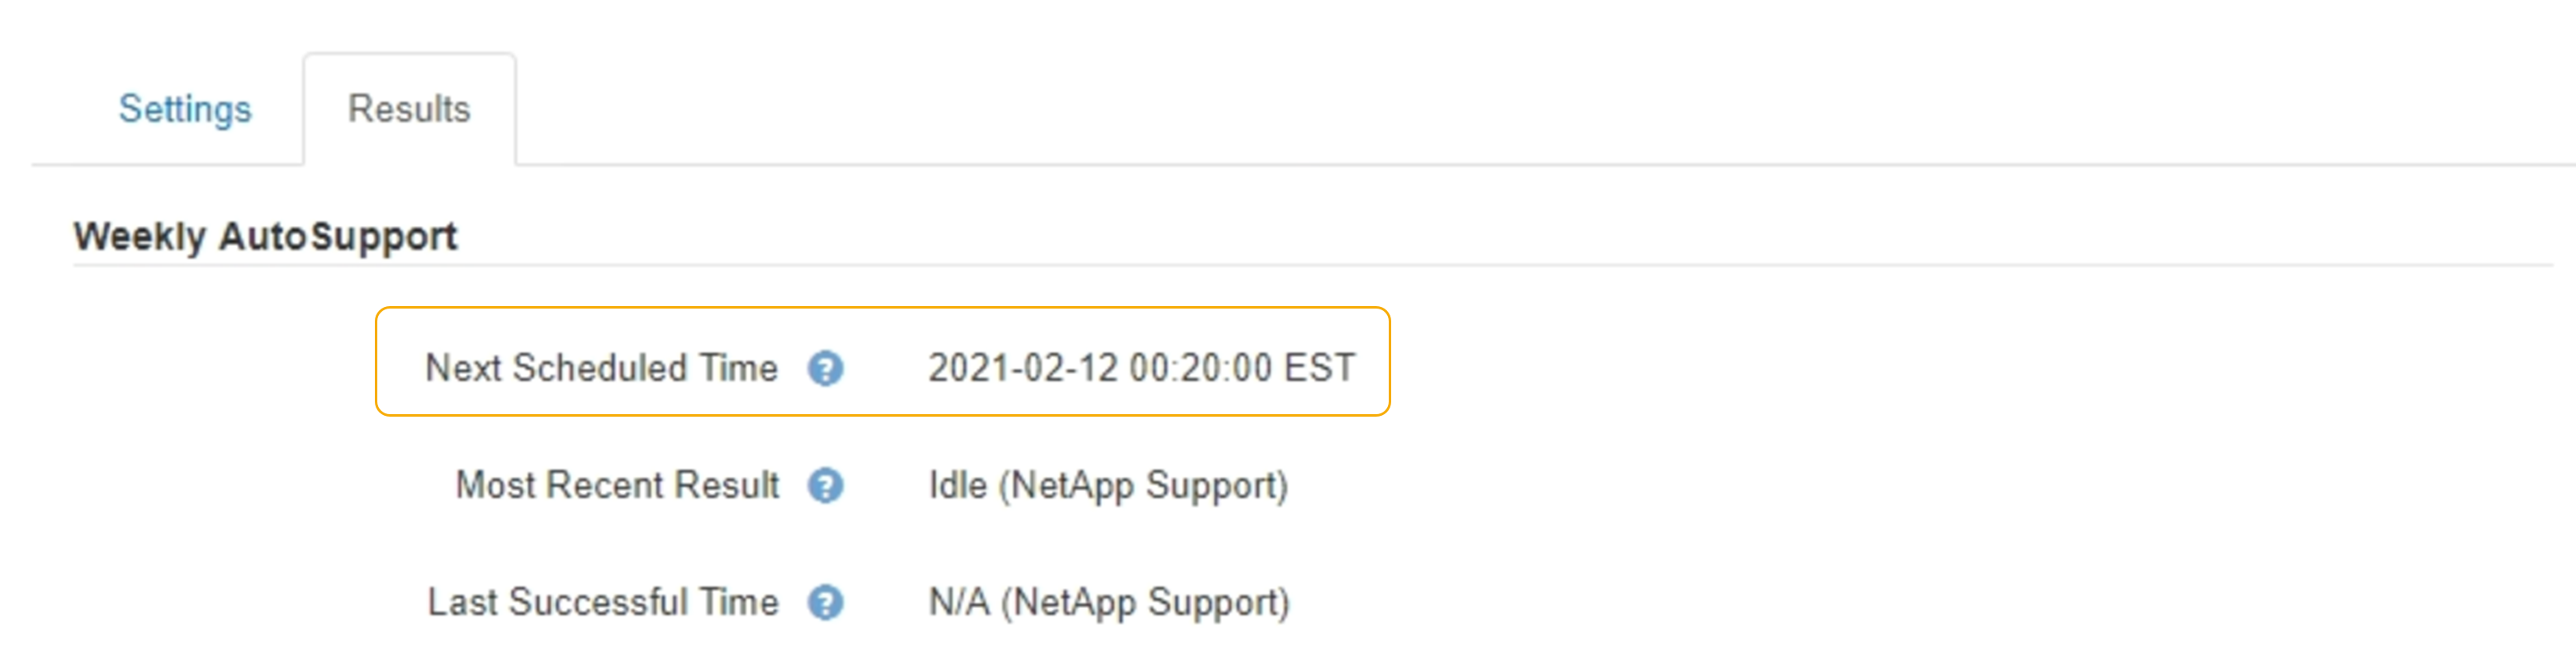 Settings Results
Weekly AutoSupport
Next Scheduled Time ? 2021-02-12 00:20:00 EST
Most Recent Result ? Idle (NetApp Support)
Last Successful Time ? N/A (NetApp Support)